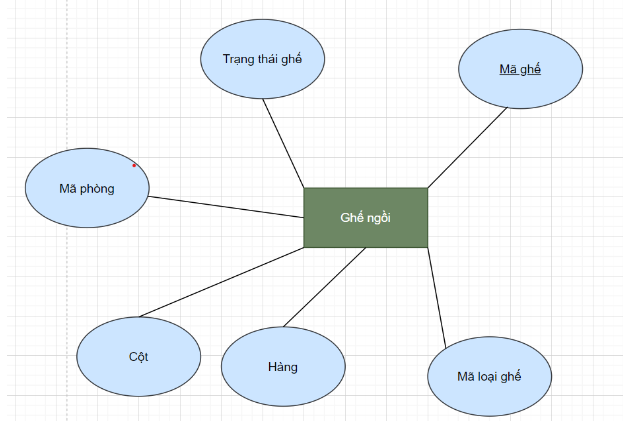 Trạng thái ghế
Mã ghế
Mã phòng
Ghế ngồi
Cột
Hàng
Mã loại ghế